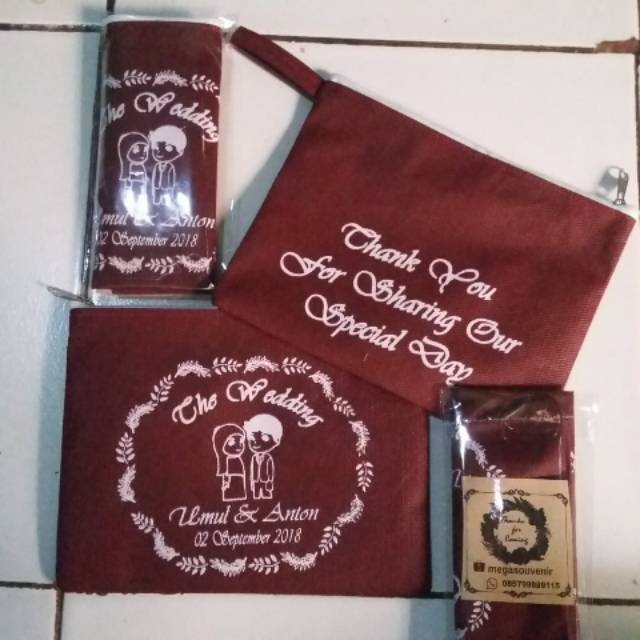 The Wedding
Umul & Anton
02 September 2018
Thank You
For Sharing Our
Special Day
The Wedding
Umul & Anton
02 September 2018
Thanks
for
Coming
megasouvenir
085799899115